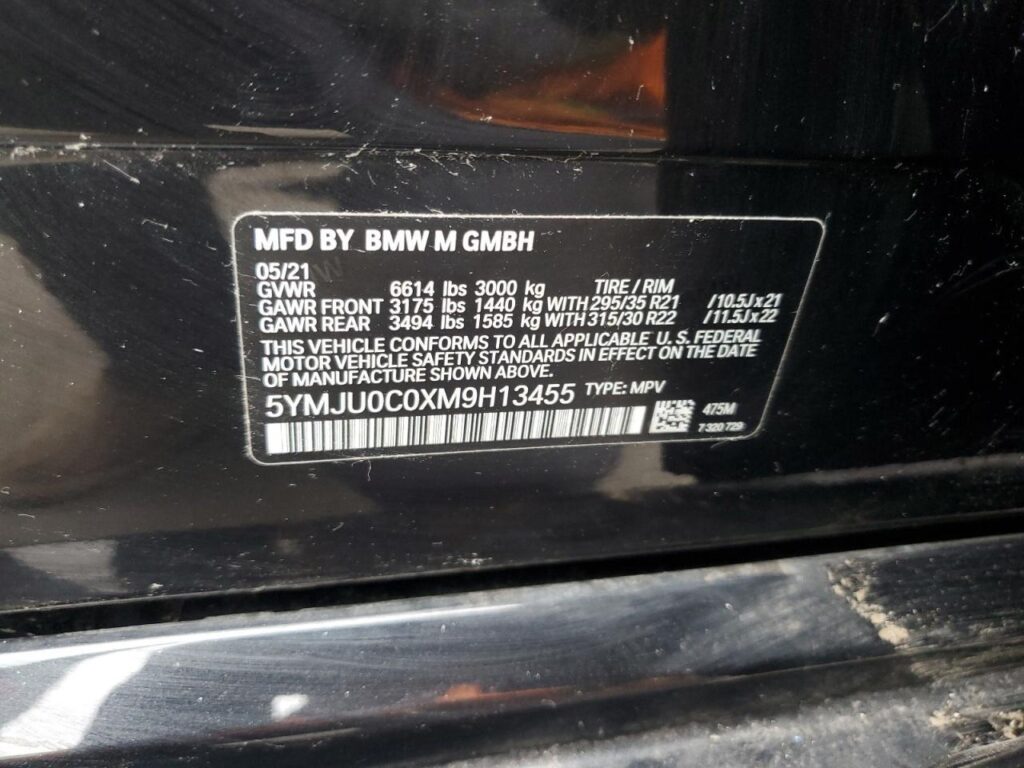 MFD BY BMW M GMBH
05/21
GVWR 6614 lbs 3000 kg TIRE / RIM
GAWR FRONT 3175 lbs 1440 kg WITH 295/35 R21 /10.5J x 21
GAWR REAR 3494 lbs 1585 kg WITH 315/30 R22 /11.5J x 22
THIS VEHICLE CONFORMS TO ALL APPLICABLE U.S. FEDERAL
MOTOR VEHICLE SAFETY STANDARDS IN EFFECT ON THE DATE
OF MANUFACTURE SHOWN ABOVE.
5YMJU0C0XM9H13455 TYPE: MPV
475M
7 320 729